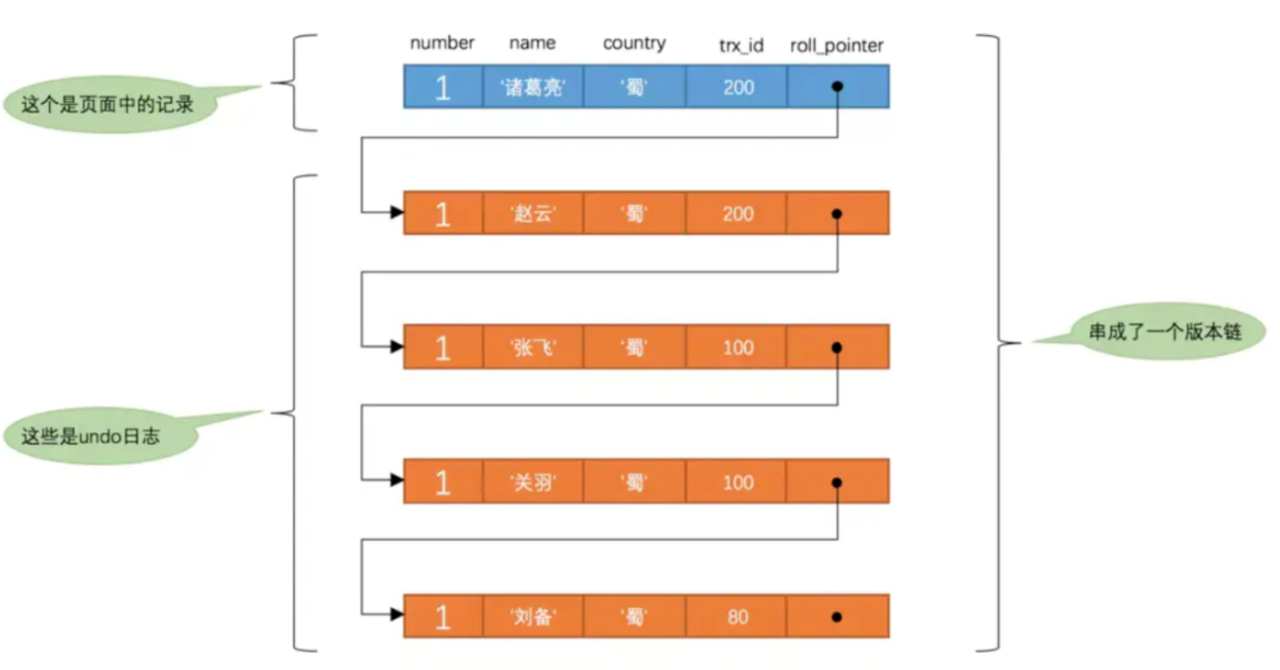 number name country trx_id roll_pointer
1 '诸葛亮' '蜀' 200
这个是页面中的记录
1 '赵云' '蜀' 200
1 '张飞' '蜀' 100
串成了一个版本链
这些是undo日志
1 '关羽' '蜀' 100
1 '刘备' '蜀' 80